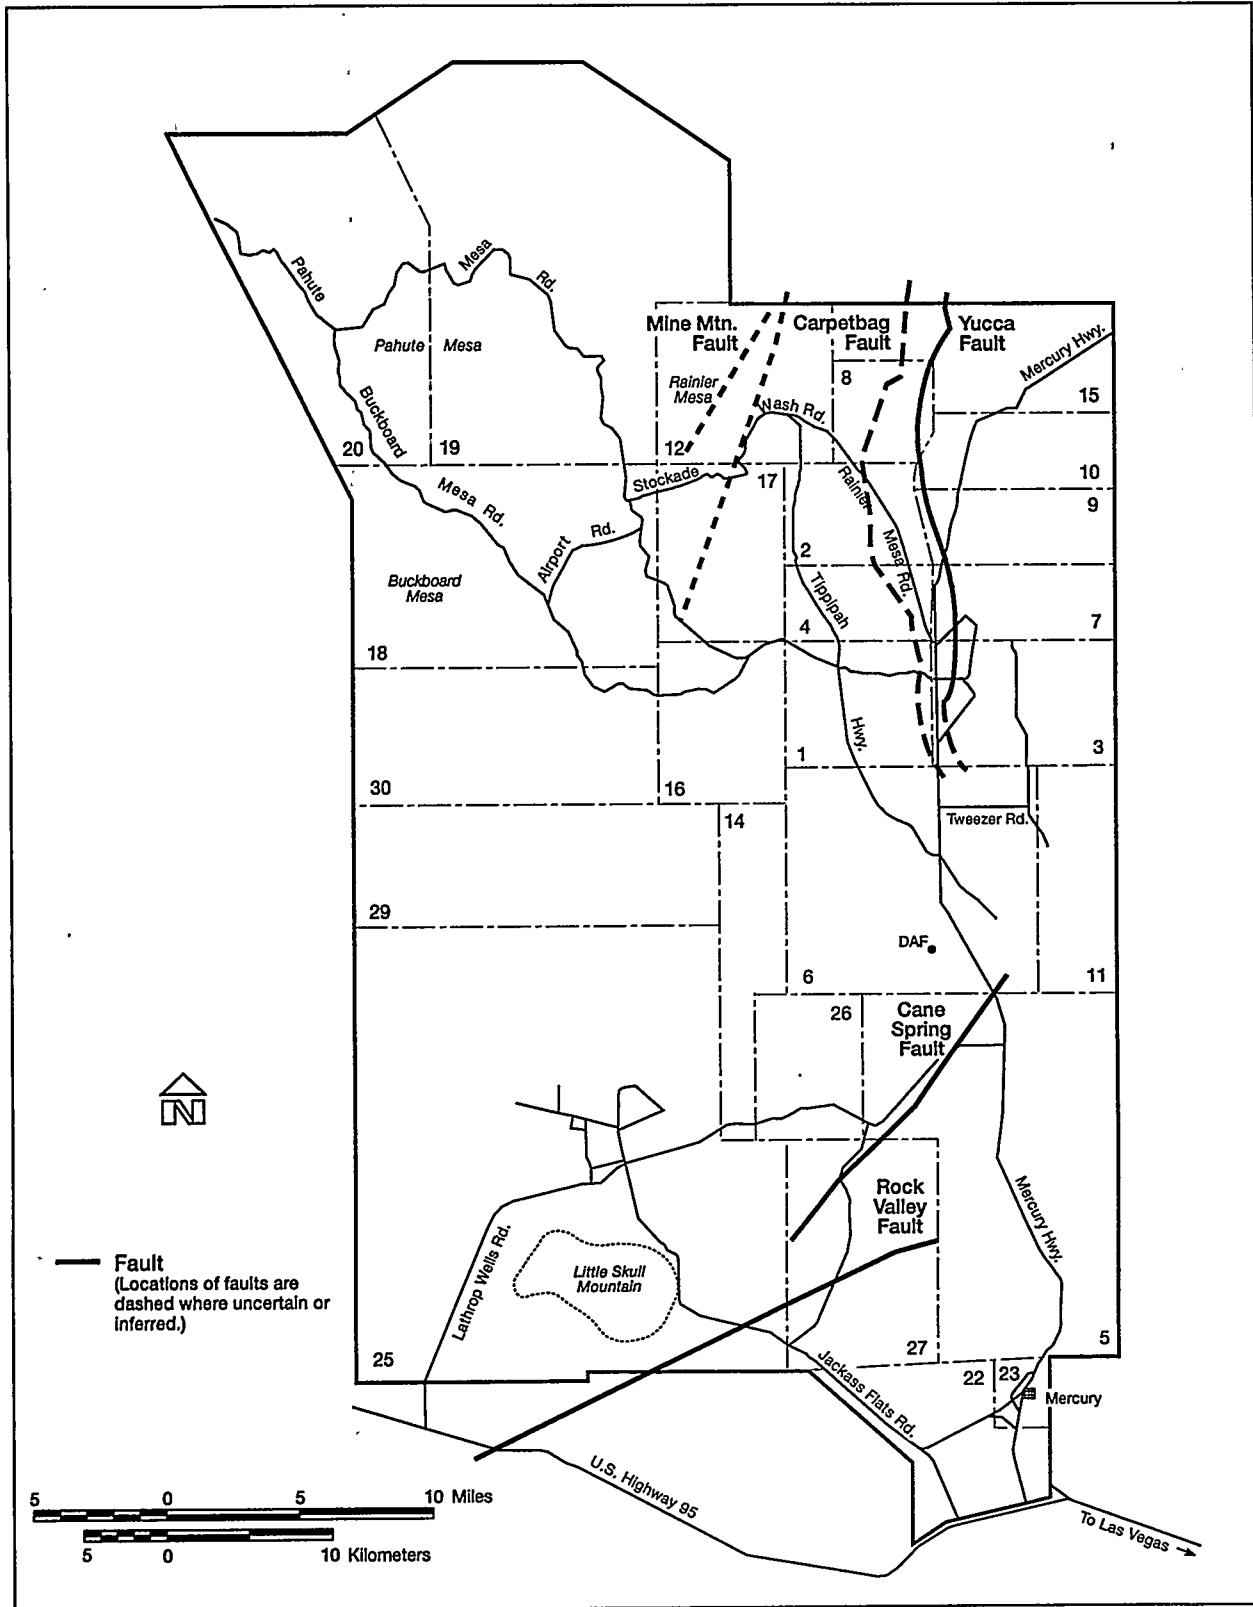 Pahute
Mesa
Rd.
Mine Mtn.
Fault
Carpetbag
Fault
Yucca
Fault
Mercury Hwy.
Pahute
Mesa
Rainier
Mesa
8
15
Buckboard
Nash Rd.
20
19
12
Stockade
17
Rainier
10
9
Mesa Rd.
Airport
Rd.
2
Mesa Rd.
Tippipah
Buckboard
Mesa
4
7
18
Hwy.
1
3
30
16
14
Tweezer Rd.
29
DAF
6
11
26
Cane
Spring
Fault
N
Rock
Valley
Fault
Mercury Hwy.
Lathrop Wells Rd.
Little Skull
Mountain
Fault
(Locations of faults are
dashed where uncertain or
inferred.)
25
27
5
Jackass Flats Rd.
22
23
Mercury
U.S. Highway 95
5 0 5 10 Miles
5 0 10 Kilometers
To Las Vegas